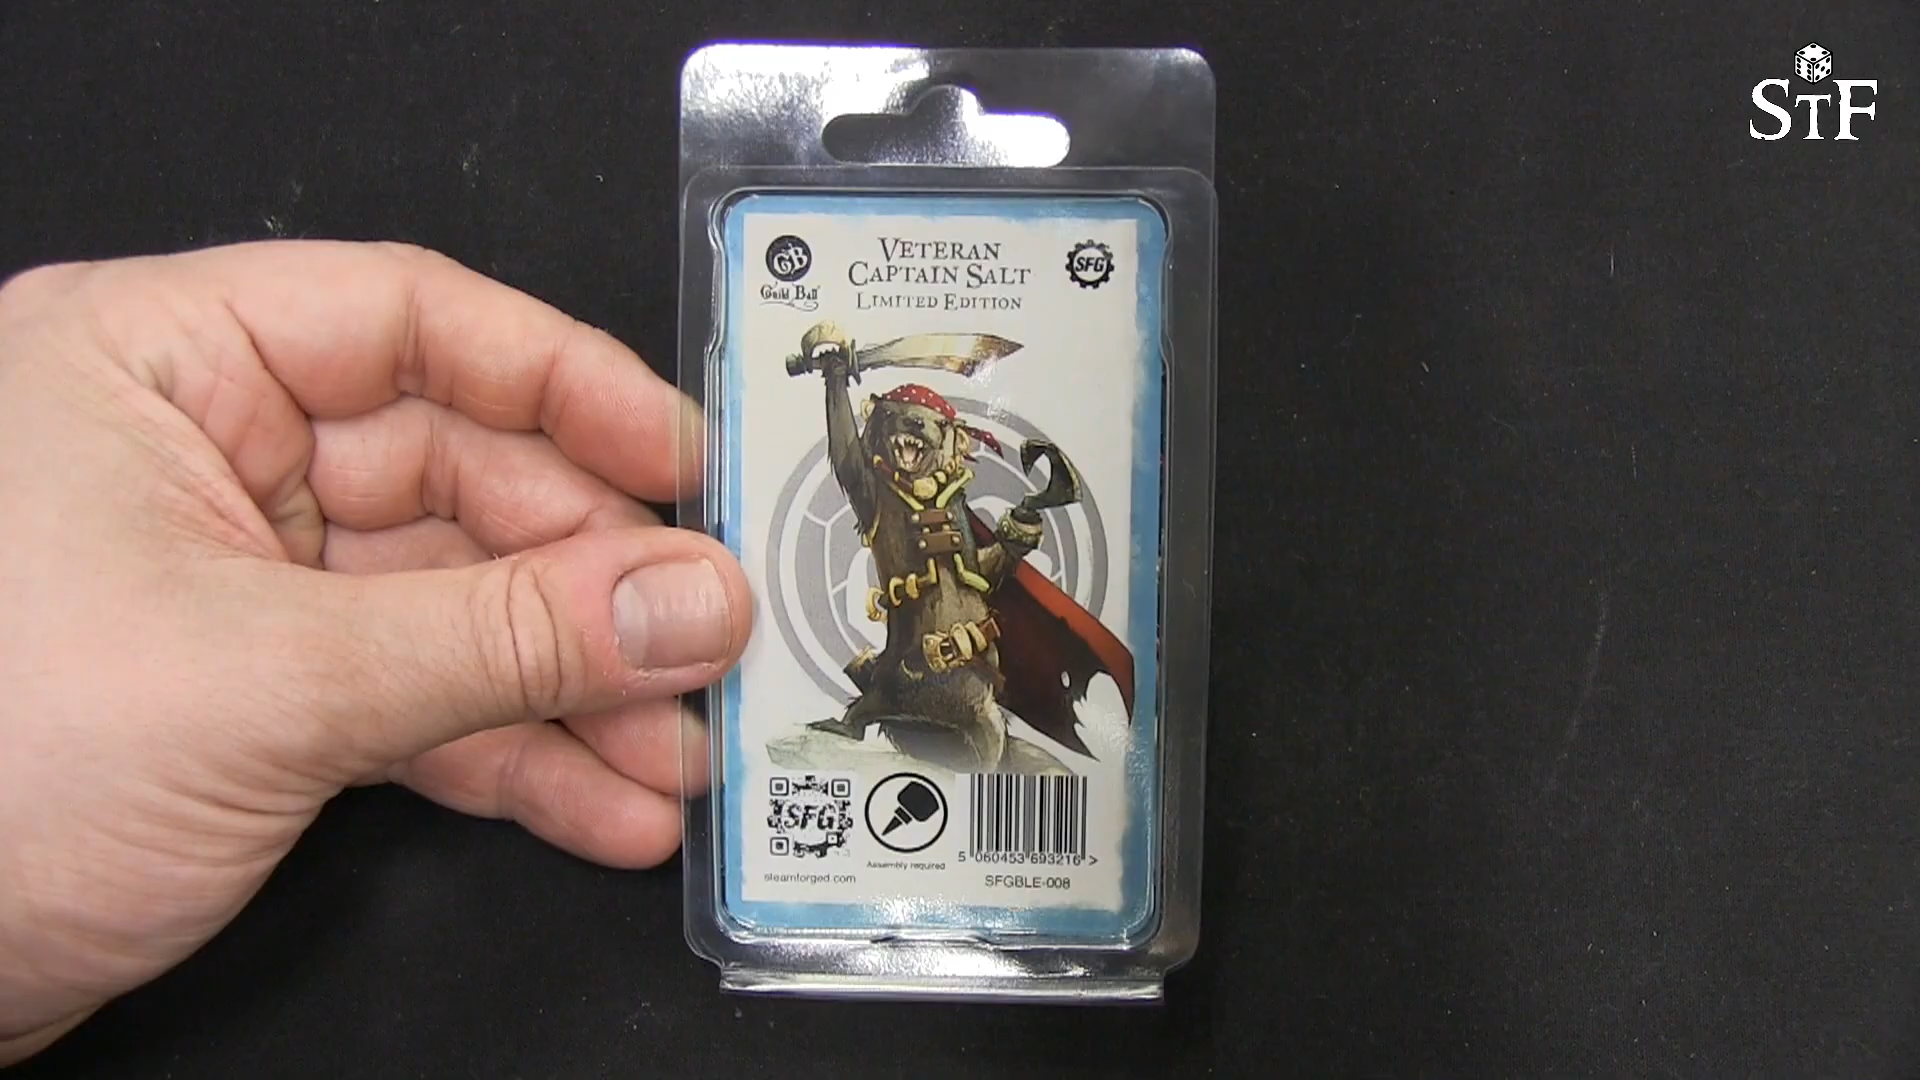 STF
GB
Guild Ball
VETERAN
CAPTAIN SALT
LIMITED EDITION
SFG
SFG
Assembly required
5 060453 693216 >
steamforged.com
SFGBLE-008